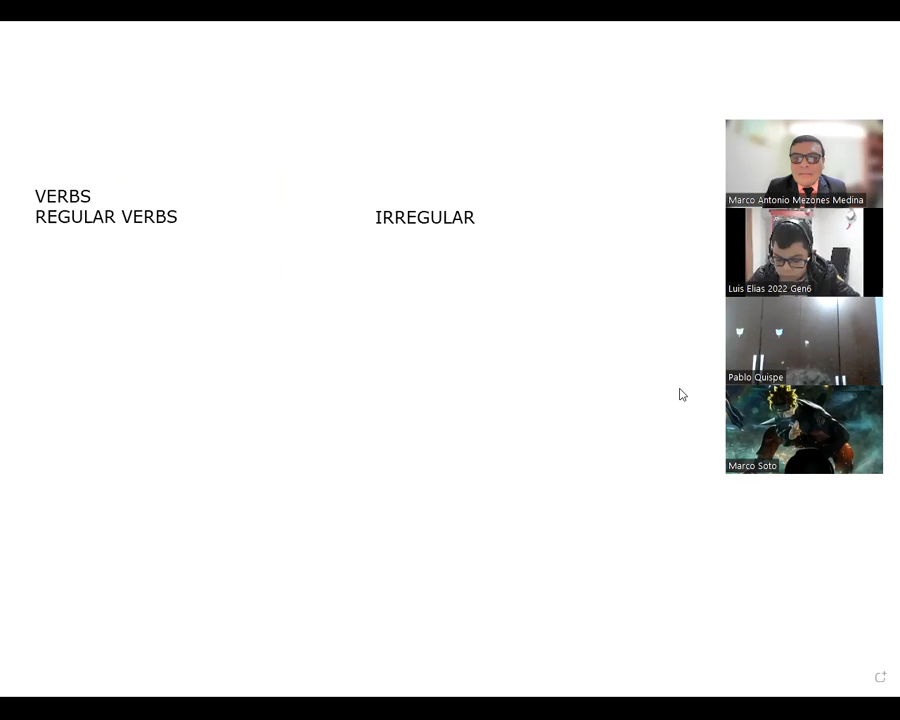 VERBS
REGULAR VERBS
IRREGULAR
Marco Antonio Mezones Medina
Luis Elias 2022 Gen6
Pablo Quispe
Marco Soto